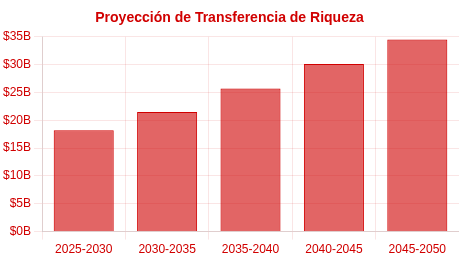 Proyección de Transferencia de Riqueza
$35B
$30B
$25B
$20B
$15B
$10B
$5B
$0B
2025-2030 2030-2035 2035-2040 2040-2045 2045-2050